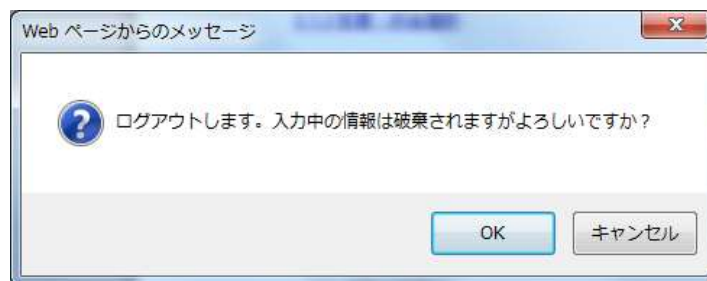 Web ページからのメッセージ
ログアウトします。入力中の情報は破棄されますがよろしいですか？
OK
キャンセル